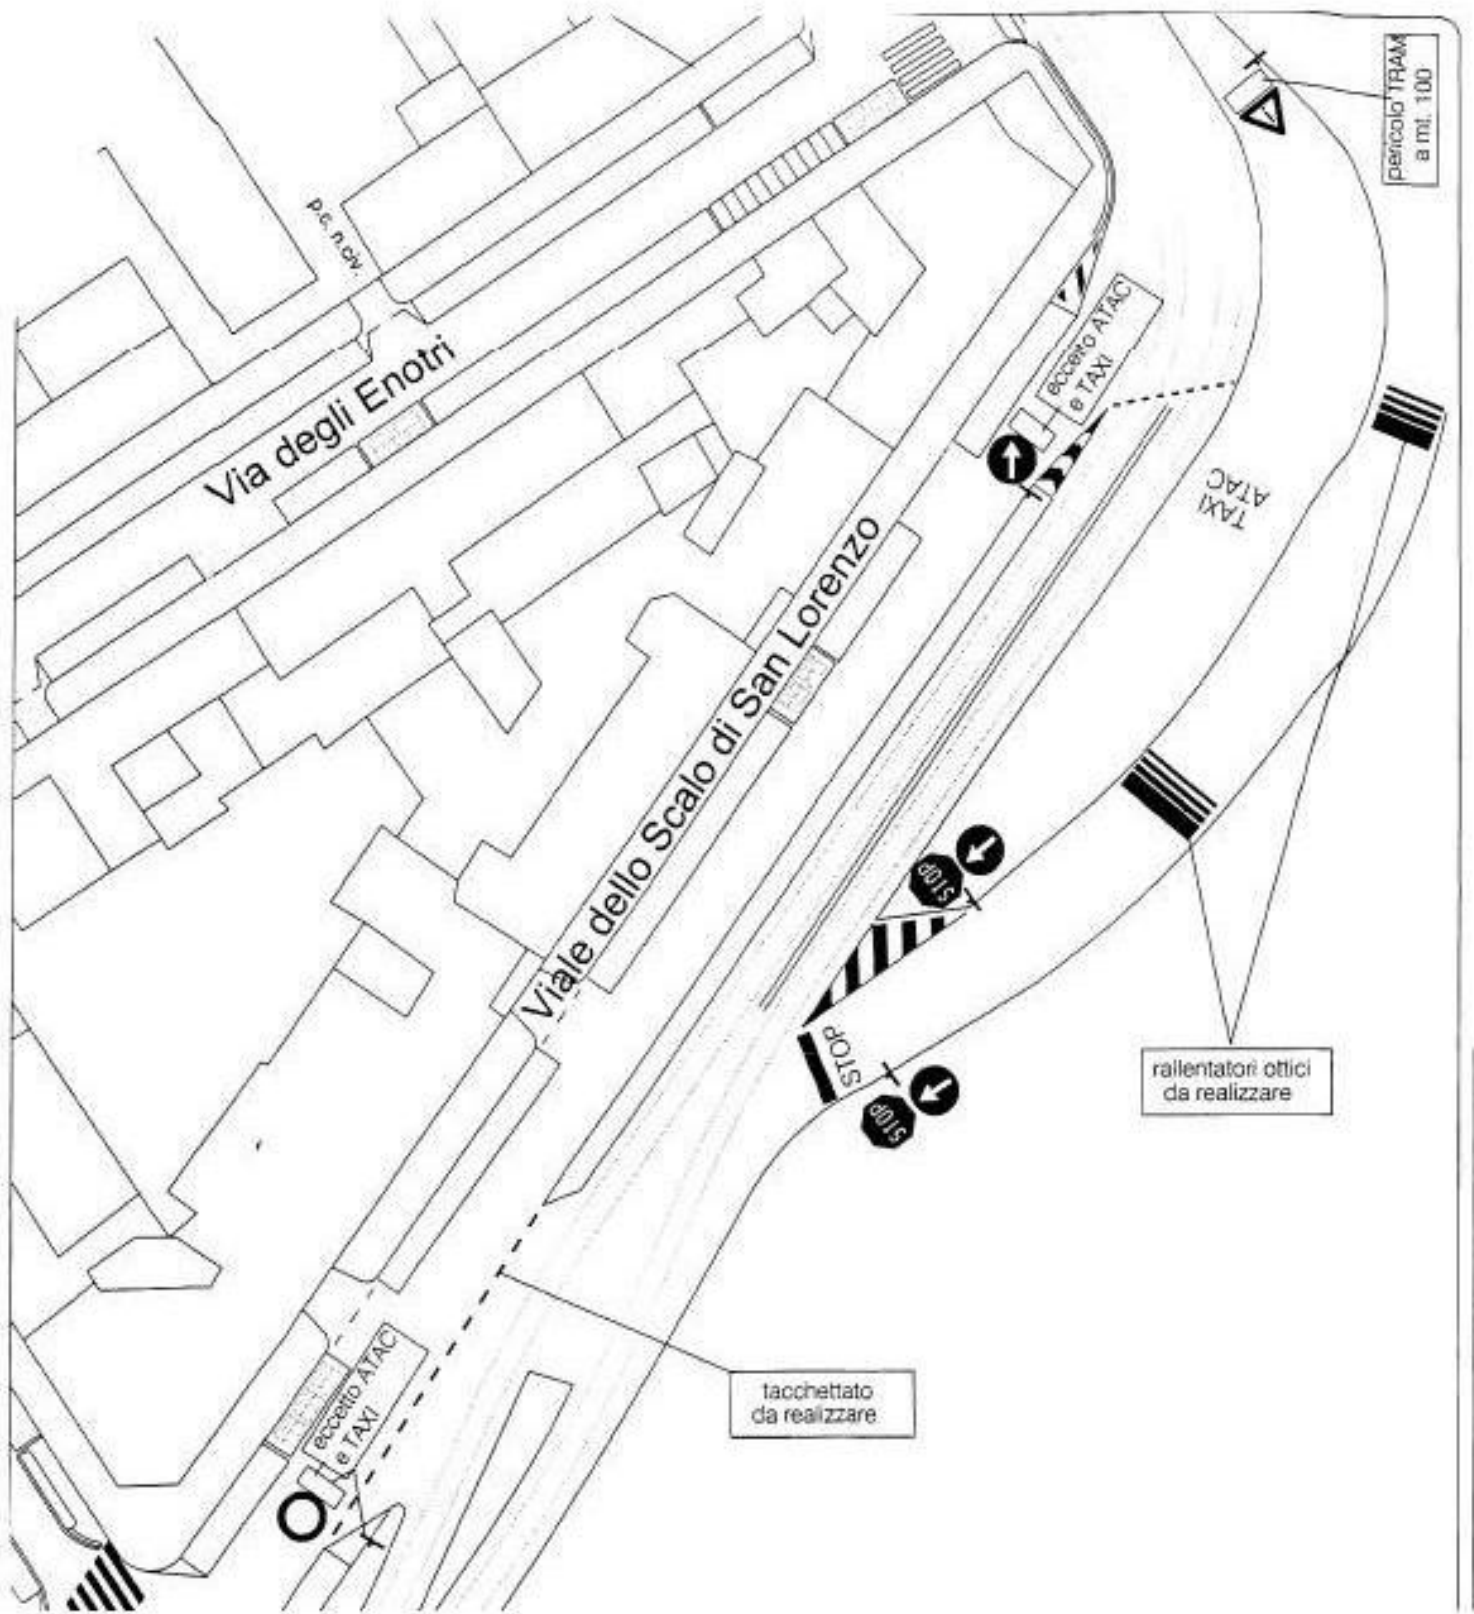 pericolo TRAM
a mt. 100
p.c. n.civ.
Via degli Enotri
eccetto ATAC
e TAXI
TAXI
ATAC
Viale dello Scalo di San Lorenzo
STOP
STOP
STOP
rallentatori ottici
da realizzare
tacchettato
da realizzare
eccetto ATAC
e TAXI